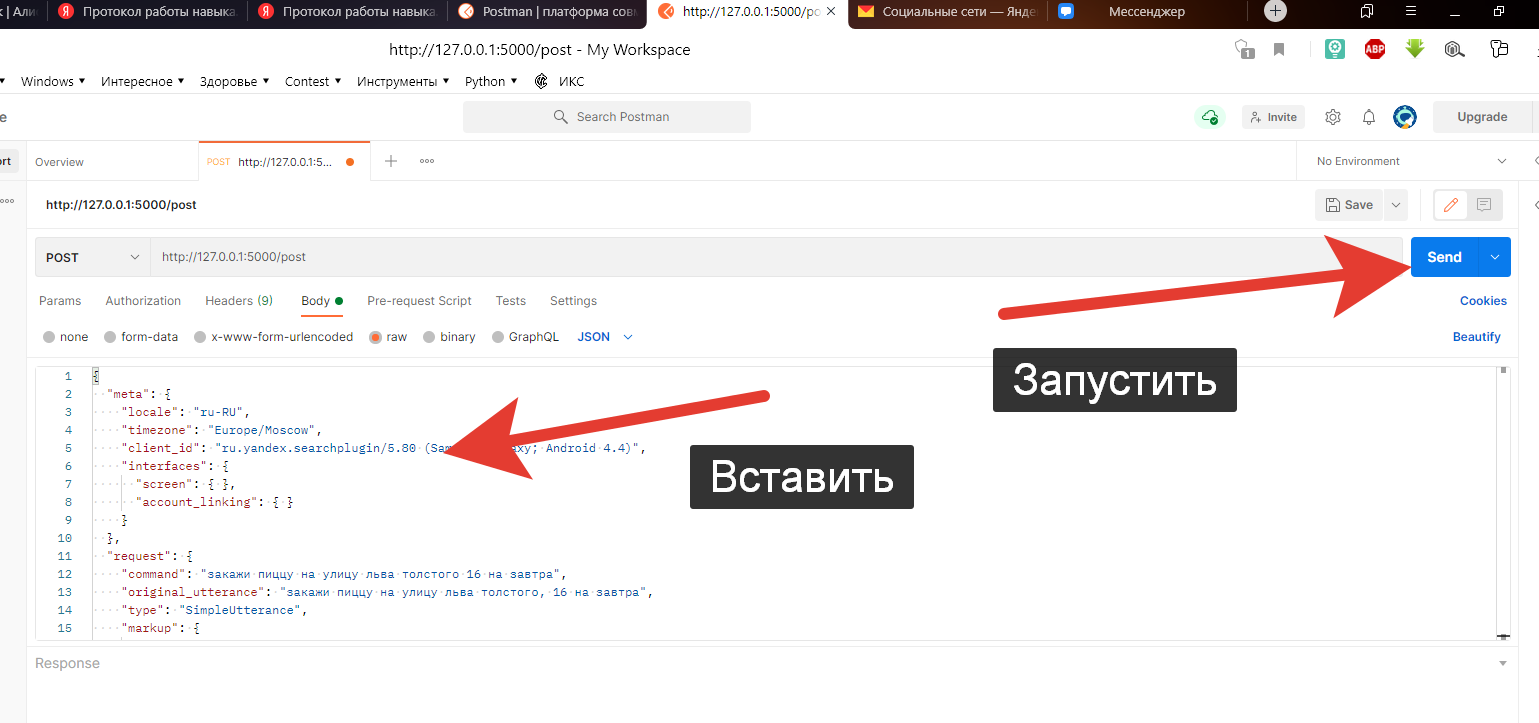 к | Али
Протокол работы навыка.
Протокол работы навыка.
Postman | платформа совм
http://127.0.0.1:5000/po
Социальные сети — Янде
Мессенджер
http://127.0.0.1:5000/post - My Workspace
1
ABP
Windows
Интересное
Здоровье
Contest
Инструменты
Python
ИКС
e
Search Postman
Invite
Upgrade
ort
Overview
POST http://127.0.0.1:5...
No Environment
http://127.0.0.1:5000/post
Save
POST
http://127.0.0.1:5000/post
Send
Params
Authorization
Headers (9)
Body
Pre-request Script
Tests
Settings
Cookies
none
form-data
x-www-form-urlencoded
raw
binary
GraphQL
JSON
Beautify
Запустить
Вставить
1 {
2 "meta": {
3 "locale": "ru-RU",
4 "timezone": "Europe/Moscow",
5 "client_id": "ru.yandex.searchplugin/5.80 (Sam axy; Android 4.4)",
6 "interfaces": {
7 "screen": { },
8 "account_linking": { }
9 }
10 },
11 "request": {
12 "command": "закажи пиццу на улицу льва толстого 16 на завтра",
13 "original_utterance": "закажи пиццу на улицу льва толстого, 16 на завтра",
14 "type": "SimpleUtterance",
15 "markup": {
Response